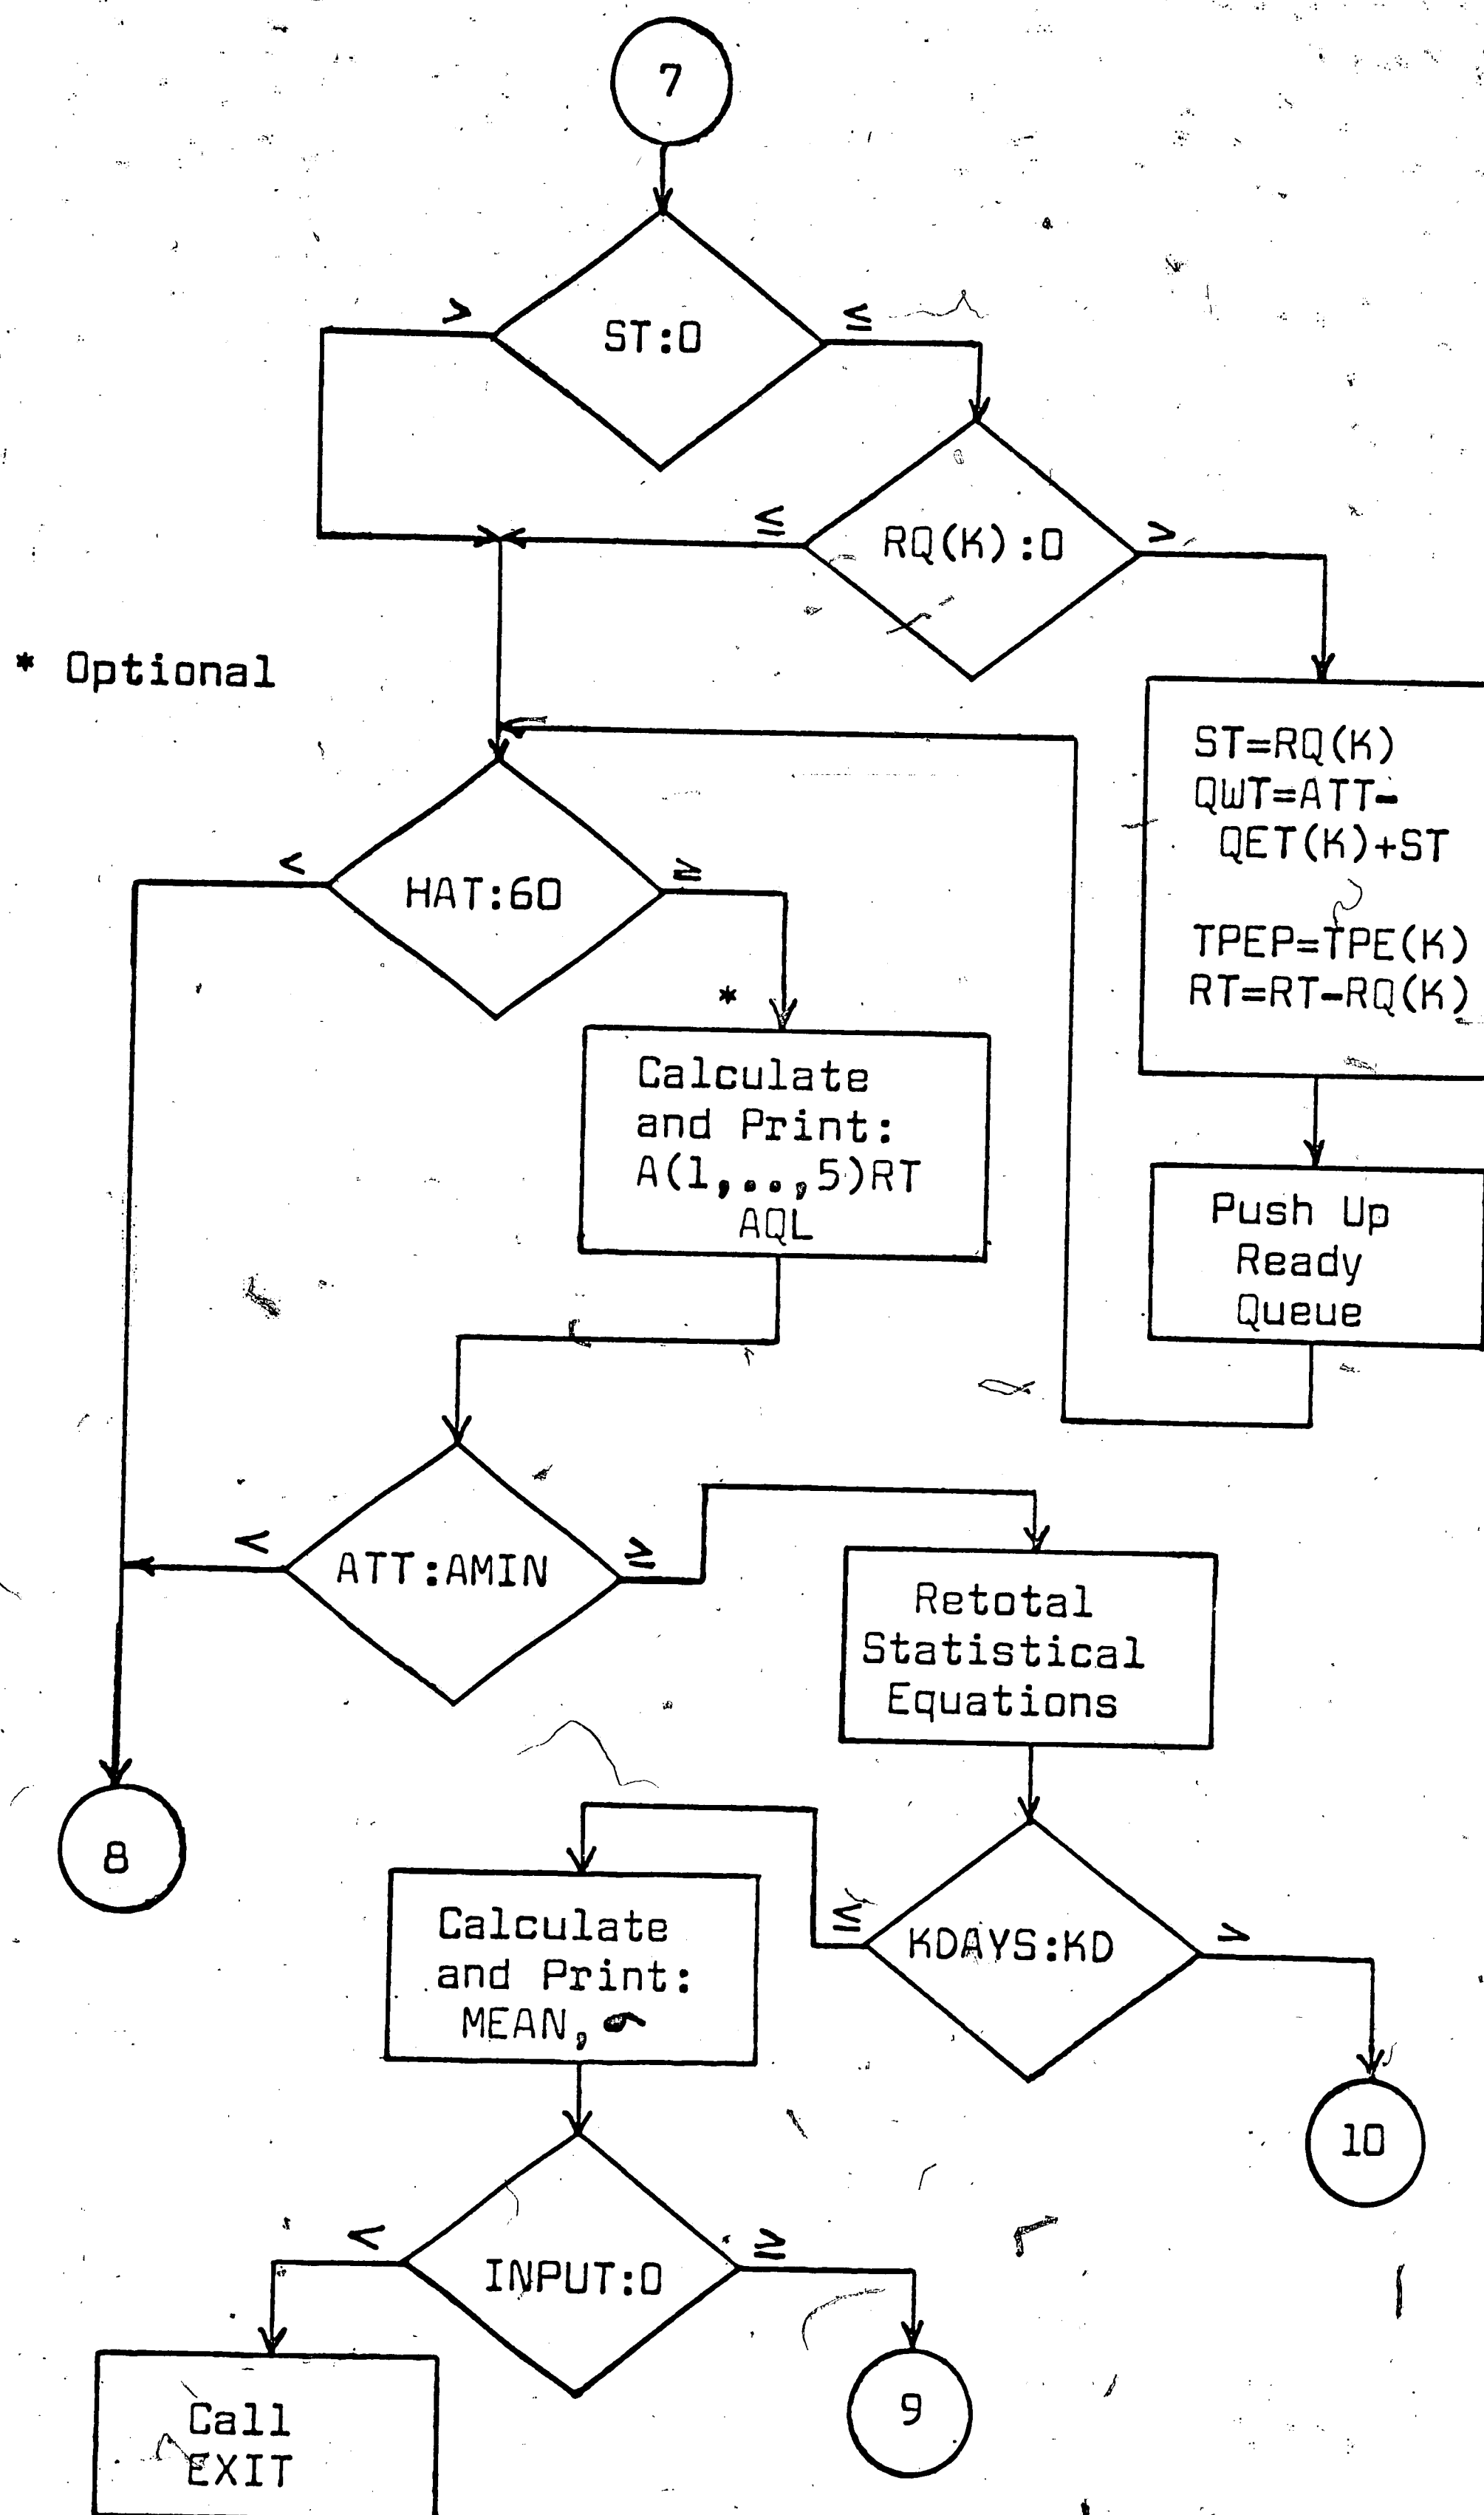 7
>
ST:0
≤
≤
RQ(K):0
>
* Optional
ST=RQ(K)
QWT=ATT-
QET(K)+ST
TPEP=TPE(K)
RT=RT-RQ(K)
<
HAT:60
≥
*
Calculate
and Print:
A(1,..,5)RT
AQL
Push Up
Ready
Queue
<
ATT:AMIN
≥
Retotal
Statistical
Equations
8
Calculate
and Print:
MEAN, σ
≤
KDAYS:KD
>
10
<
INPUT:0
≥
9
Call
EXIT